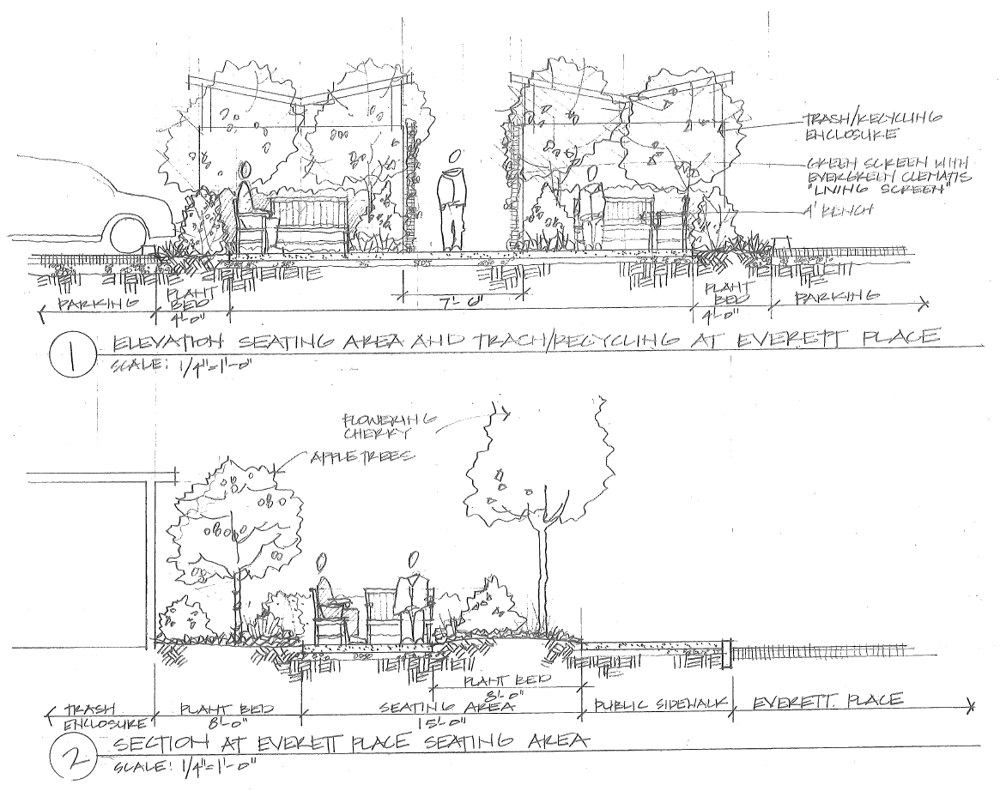 TRASH/RECYCLING
ENCLOSURE
GREEN SCREEN WITH
EVERGREEN CLEMATIS
"LIVING SCREEN"
4' BENCH
PARKING
PLANT
BED
4'-0"
7'-6"
PLANT
BED
4'-0"
PARKING
1
ELEVATION SEATING AREA AND TRACH/RECYCLING AT EVERETT PLACE
SCALE: 1/4"=1'-0"
FLOWERING
CHERRY
APPLE TREES
PLANT BED
8'-0"
TRASH
ENCLOSURE
PLANT BED
8'-0"
SEATING AREA
15'-0"
PUBLIC SIDEWALK
EVERETT PLACE
2
SECTION AT EVERETT PLACE SEATING AREA
SCALE: 1/4"=1'-0"